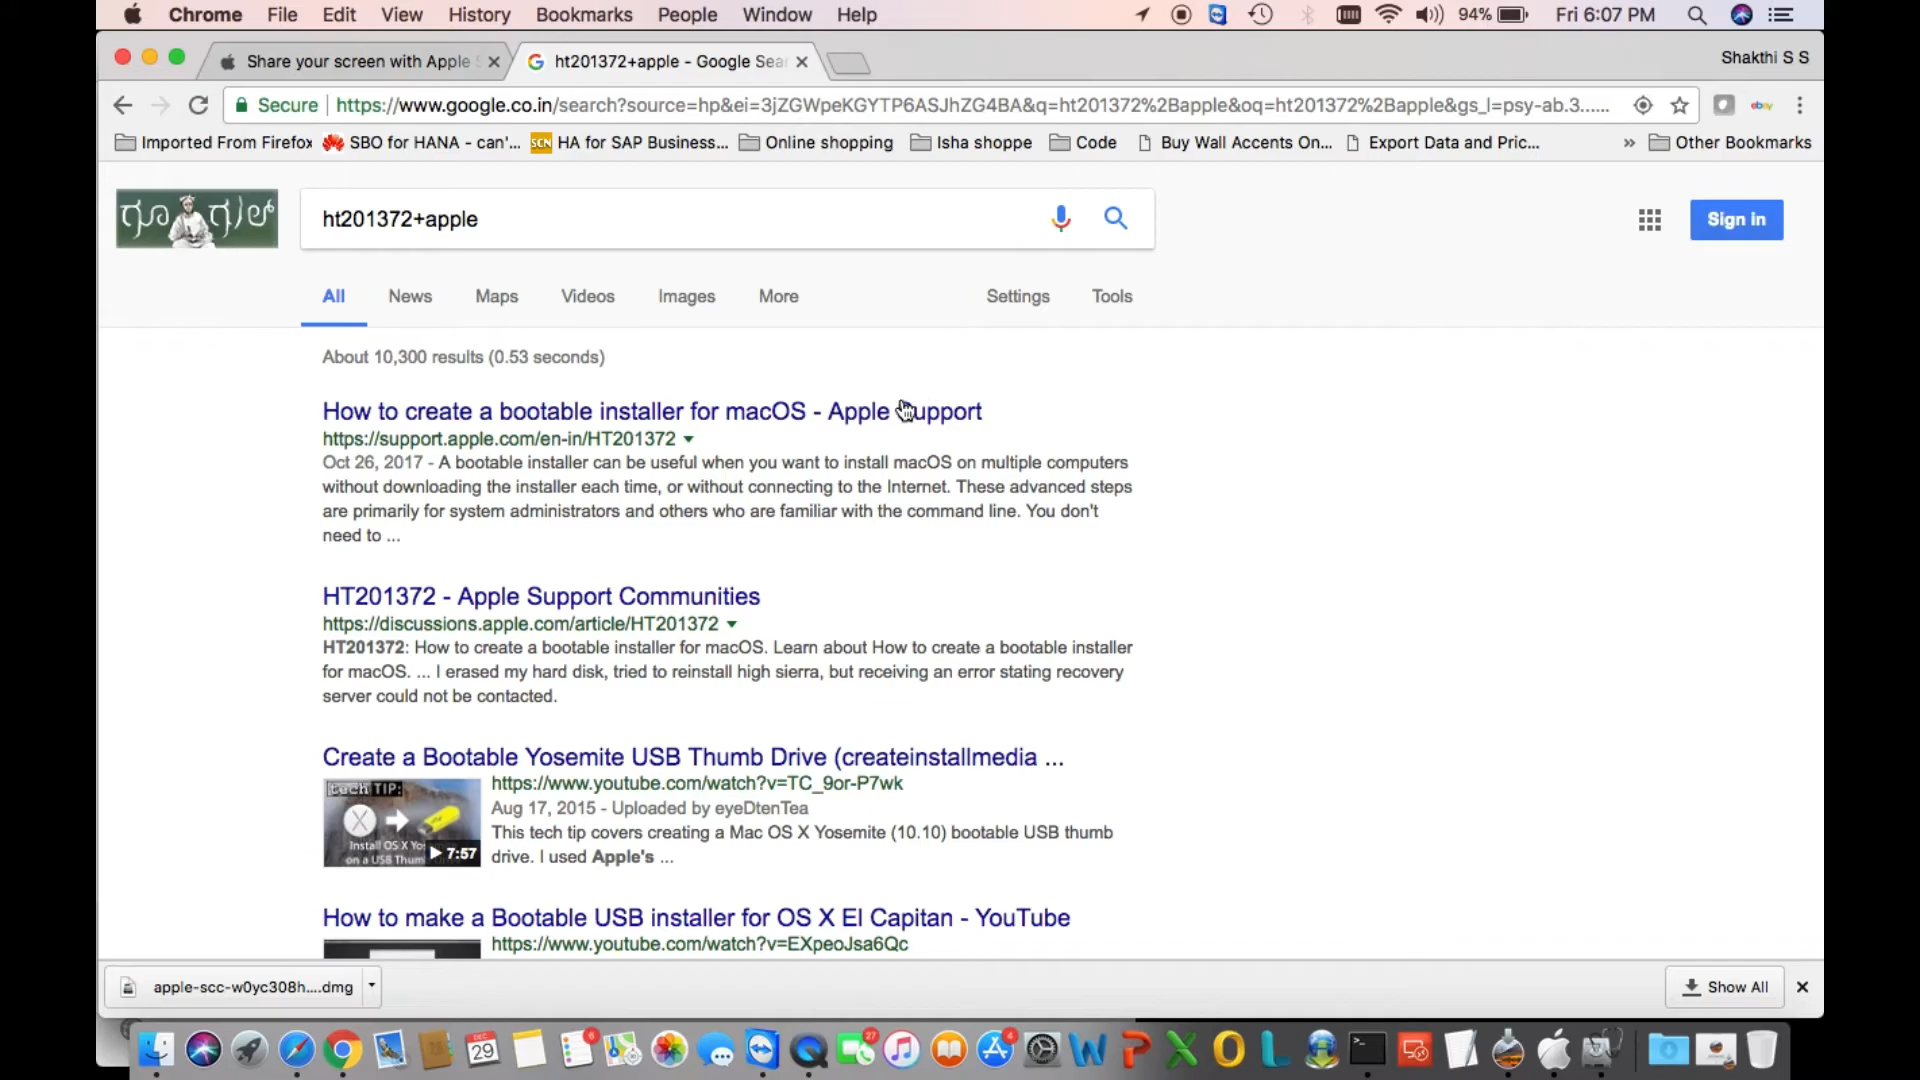 Chrome File Edit View History Bookmarks People Window Help 94% Fri 6:07 PM
Share your screen with Apple S ht201372+apple - Google Sear Shakthi S S
Secure https://www.google.co.in/search?source=hp&ei=3jZGWpeKGYTP6ASJhZG4BA&q=ht201372%2Bapple&oq=ht201372%2Bapple&gs_l=psy-ab.3......
Imported From Firefox SBO for HANA - can'... SCN HA for SAP Business... Online shopping Isha shoppe Code Buy Wall Accents On... Export Data and Pric... » Other Bookmarks
ht201372+apple Sign in
All News Maps Videos Images More Settings Tools
About 10,300 results (0.53 seconds)
How to create a bootable installer for macOS - Apple Support
https://support.apple.com/en-in/HT201372
Oct 26, 2017 - A bootable installer can be useful when you want to install macOS on multiple computers
without downloading the installer each time, or without connecting to the Internet. These advanced steps
are primarily for system administrators and others who are familiar with the command line. You don't
need to ...
HT201372 - Apple Support Communities
https://discussions.apple.com/article/HT201372
HT201372: How to create a bootable installer for macOS. Learn about How to create a bootable installer
for macOS. ... I erased my hard disk, tried to reinstall high sierra, but receiving an error stating recovery
server could not be contacted.
Create a Bootable Yosemite USB Thumb Drive (createinstallmedia ...
https://www.youtube.com/watch?v=TC_9or-P7wk
Aug 17, 2015 - Uploaded by eyeDtenTea
This tech tip covers creating a Mac OS X Yosemite (10.10) bootable USB thumb
drive. I used Apple's ...
tech TIP:
Install OS X Yos
on a USB Thum
7:57
How to make a Bootable USB installer for OS X El Capitan - YouTube
https://www.youtube.com/watch?v=EXpeoJsa6Qc
apple-scc-w0yc308h....dmg Show All
DEC
29
6
27
4